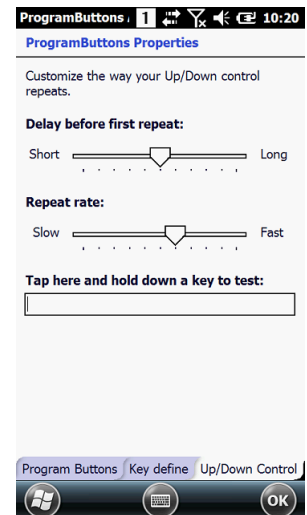 ProgramButtons 1 10:20
ProgramButtons Properties
Customize the way your Up/Down control
repeats.
Delay before first repeat:
Short Long
Repeat rate:
Slow Fast
Tap here and hold down a key to test:
Program Buttons Key define Up/Down Control
OK